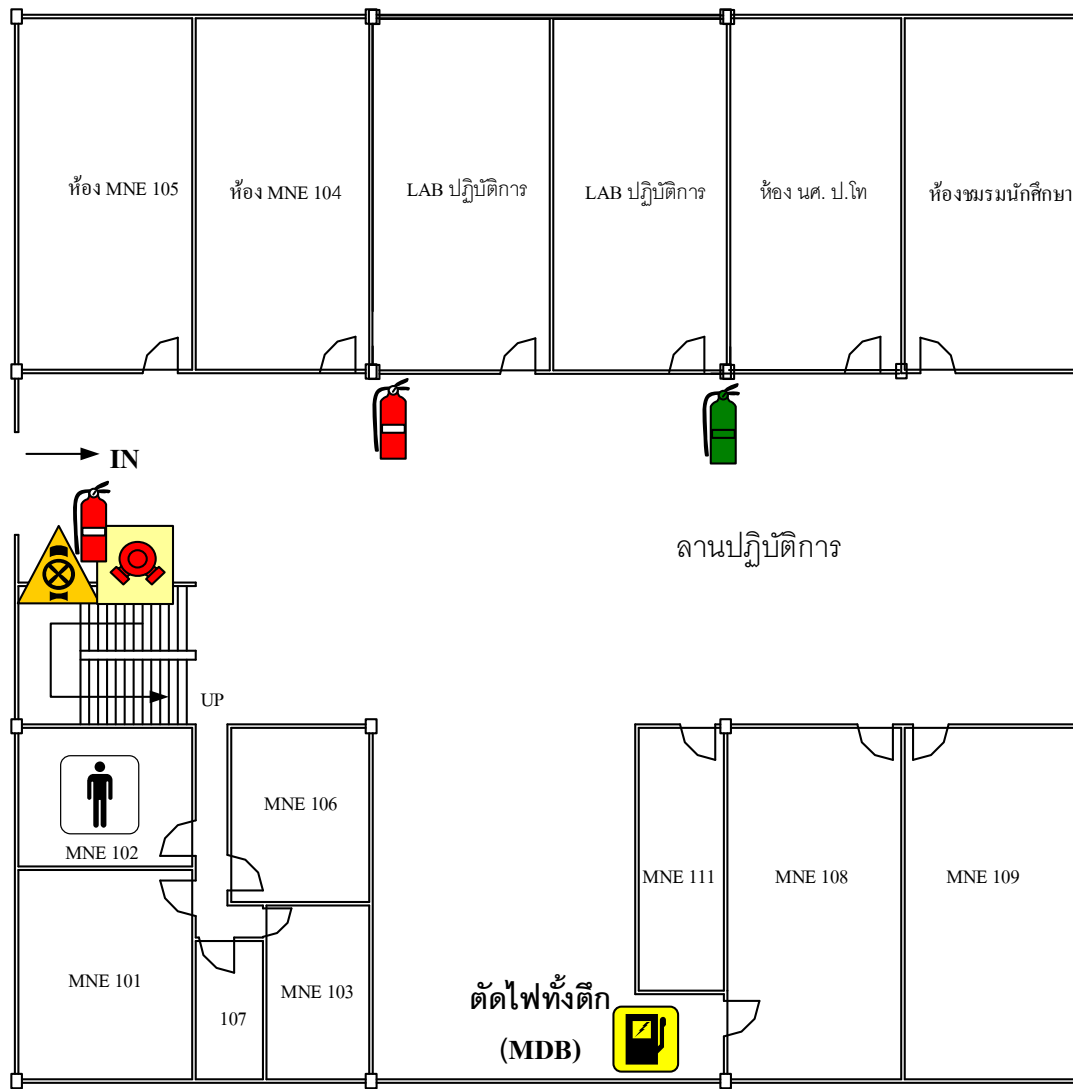 ห้อง MNE 105
ห้อง MNE 104
LAB ปฏิบัติการ
LAB ปฏิบัติการ
ห้อง นศ. ป.โท
ห้องชมรมนักศึกษา
IN
ลานปฏิบัติการ
UP
MNE 102
MNE 106
MNE 111
MNE 108
MNE 109
MNE 101
107
MNE 103
ตัดไฟทั้งตึก
(MDB)